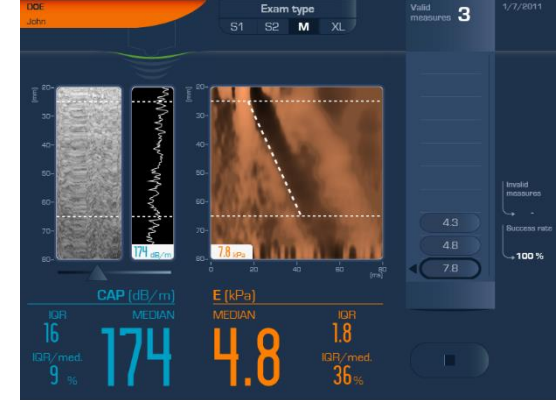 DOE
John
Exam type
S1 S2 M XL
Valid measures 3
1/7/2011
[mm]
20-
30-
40-
50-
60-
70-
80-
174 dB/m
[mm]
20-
30-
40-
50-
60-
70-
80-
7.8 kPa
0 20 40 60 80
[ms]
4.3
4.8
7.8
Invalid
measures
-
Success rate
100 %
CAP [dB/m]
IQR
16
IQR/med.
9 %
MEDIAN
174
E [kPa]
MEDIAN
4.8
IQR
1.8
IQR/med.
36 %